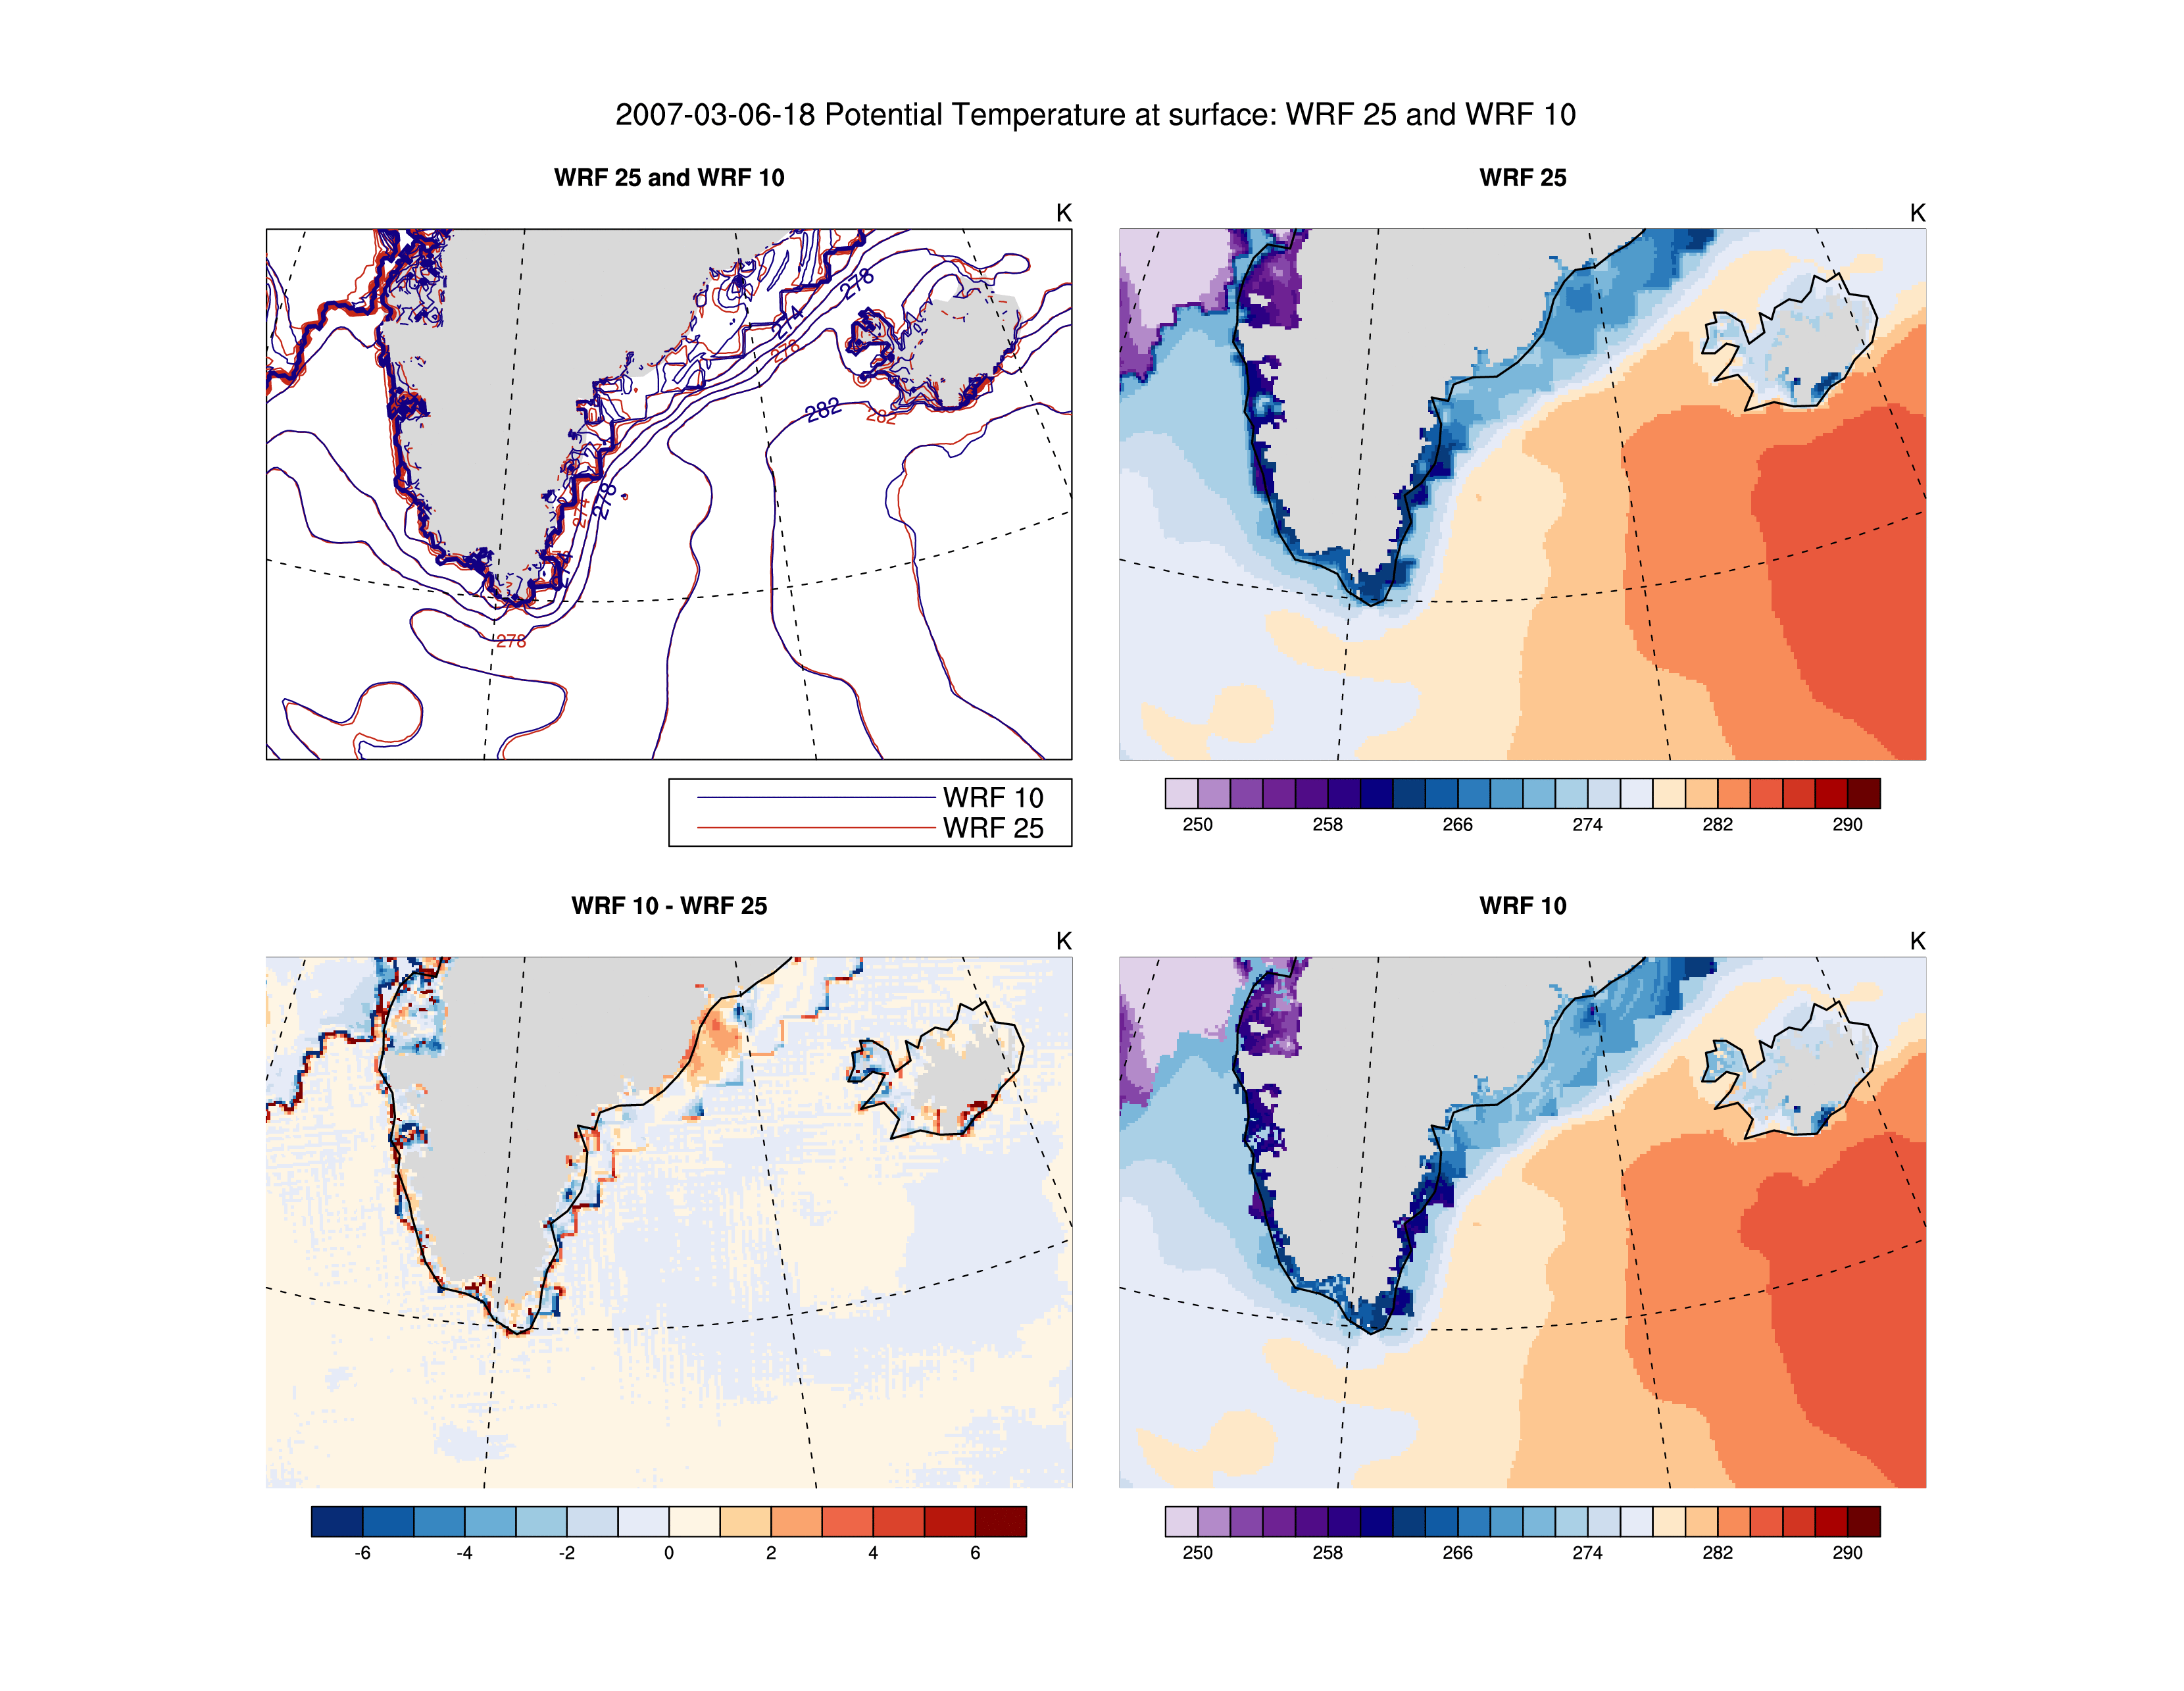 2007-03-06-18 Potential Temperature at surface: WRF 25 and WRF 10
WRF 25 and WRF 10
K
278
274
278
282
282
274
278
278
WRF 10
WRF 25
WRF 25
K
250 258 266 274 282 290
WRF 10 - WRF 25
K
-6 -4 -2 0 2 4 6
WRF 10
K
250 258 266 274 282 290